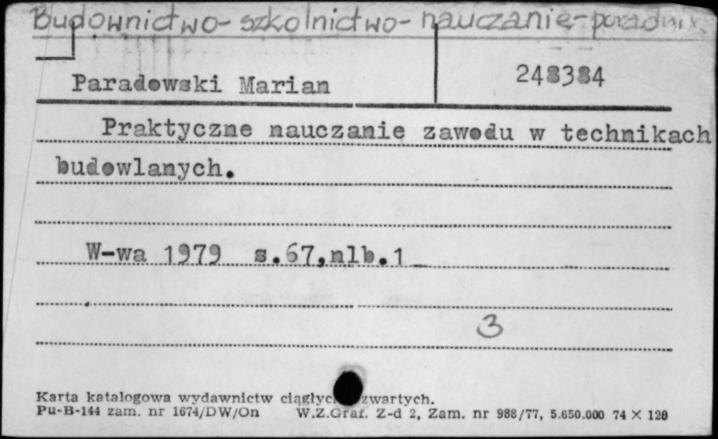 Budownictwo - szkolnictwo - nauczanie - poradnik
Paradowski Marian
248384
Praktyczne nauczanie zawodu w technikach
budowlanych.
W-wa 1979 s.67,nlb.1
3
Karta katalogowa wydawnictw ciągłych zwartych.
Pu-B-144 zam. nr 1674/DW/On W.Z.Graf. Z-d 2, Zam. nr 988/77, 5.650.000 74 × 120